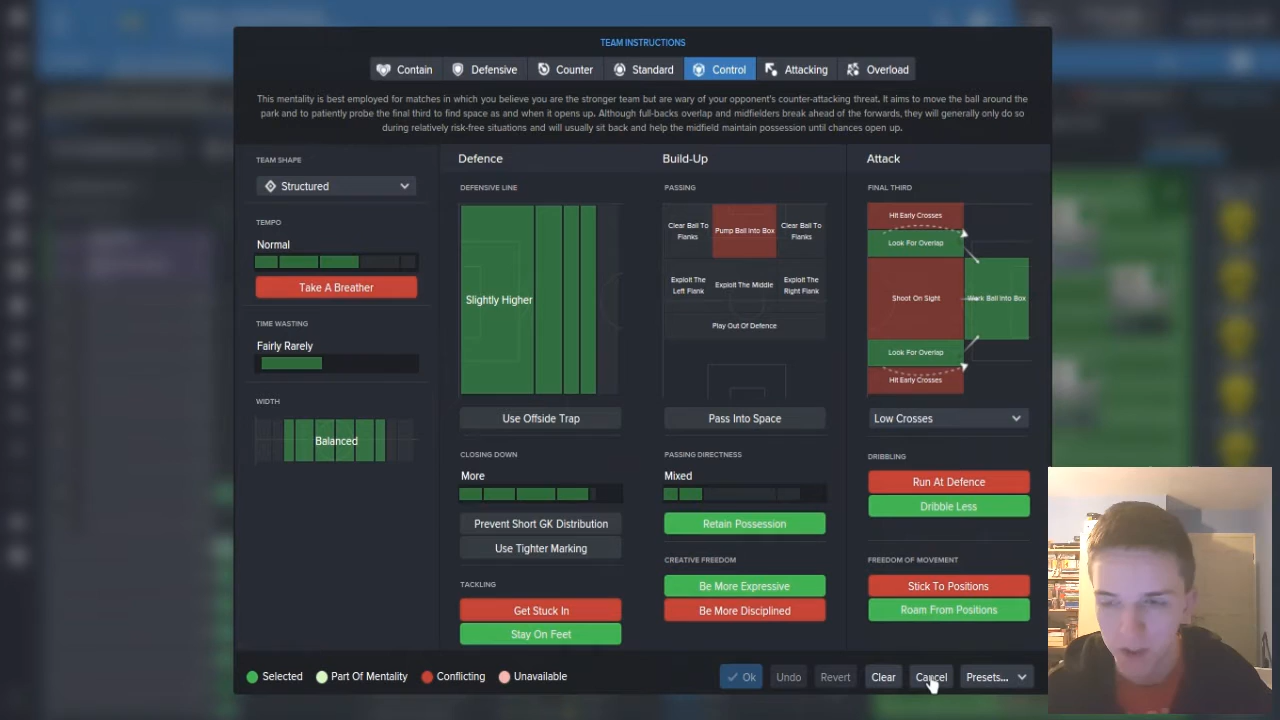 TEAM INSTRUCTIONS
Contain
Defensive
Counter
Standard
Control
Attacking
Overload
This mentality is best employed for matches in which you believe you are the stronger team but are wary of your opponent's counter-attacking threat. It aims to move the ball around the
park and to patiently probe the final third to find space as and when it opens up. Although full-backs overlap and midfielders break ahead of the forwards, they will generally only do so
during relatively risk-free situations and will usually sit back and help the midfield maintain possession until chances open up.
TEAM SHAPE
Structured
TEMPO
Normal
Take A Breather
TIME WASTING
Fairly Rarely
WIDTH
Balanced
Defence
DEFENSIVE LINE
Slightly Higher
Use Offside Trap
CLOSING DOWN
More
Prevent Short GK Distribution
Use Tighter Marking
TACKLING
Get Stuck In
Stay On Feet
Build-Up
PASSING
Clear Ball To
Flanks
Pump Ball Into Box
Clear Ball To
Flanks
Exploit The
Left Flank
Exploit The Middle
Exploit The
Right Flank
Play Out Of Defence
Pass Into Space
PASSING DIRECTNESS
Mixed
Retain Possession
CREATIVE FREEDOM
Be More Expressive
Be More Disciplined
Attack
FINAL THIRD
Hit Early Crosses
Look For Overlap
Shoot On Sight
Work Ball Into Box
Look For Overlap
Hit Early Crosses
Low Crosses
DRIBBLING
Run At Defence
Dribble Less
FREEDOM OF MOVEMENT
Stick To Positions
Roam From Positions
Selected
Part Of Mentality
Conflicting
Unavailable
Ok
Undo
Revert
Clear
Cancel
Presets...